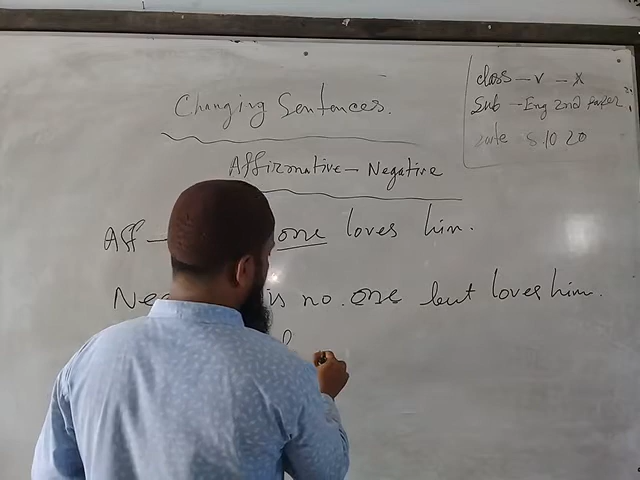 Changing Sentences.
class - V - X
Sub - Eng 2nd Paper.
Date 5.10 20
Affirmative - Negative
Aff - one loves him.
Neg is no one but loves him.